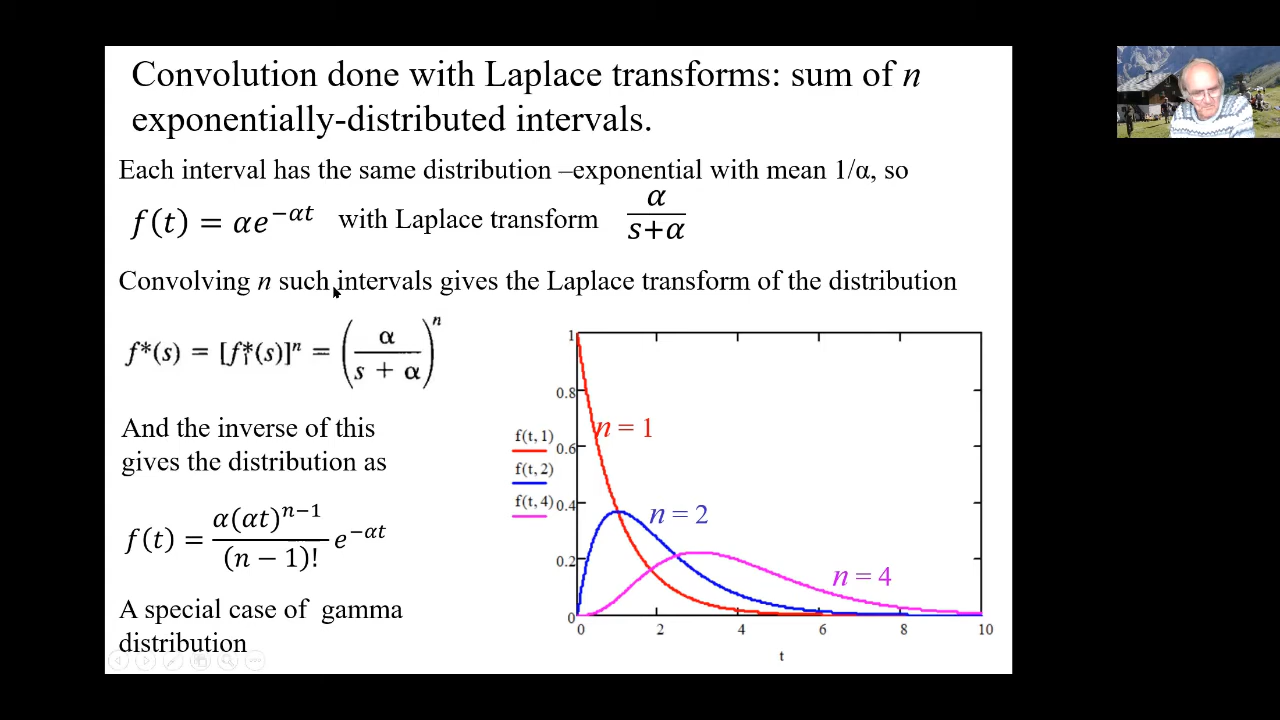 Convolution done with Laplace transforms: sum of n
exponentially-distributed intervals.
Each interval has the same distribution –exponential with mean 1/α, so
f(t) = αe^{−αt} with Laplace transform α/(s+α)
Convolving n such intervals gives the Laplace transform of the distribution
f*(s) = [f₁*(s)]ⁿ = (α/(s + α))ⁿ
And the inverse of this
gives the distribution as
f(t) = α(αt)^{n−1}/(n − 1)! e^{−αt}
A special case of gamma
distribution
1
0.8
0.6
0.4
0.2
0
f(t,1)
f(t,2)
f(t,4)
n = 1
n = 2
n = 4
0 2 4 6 8 10
t